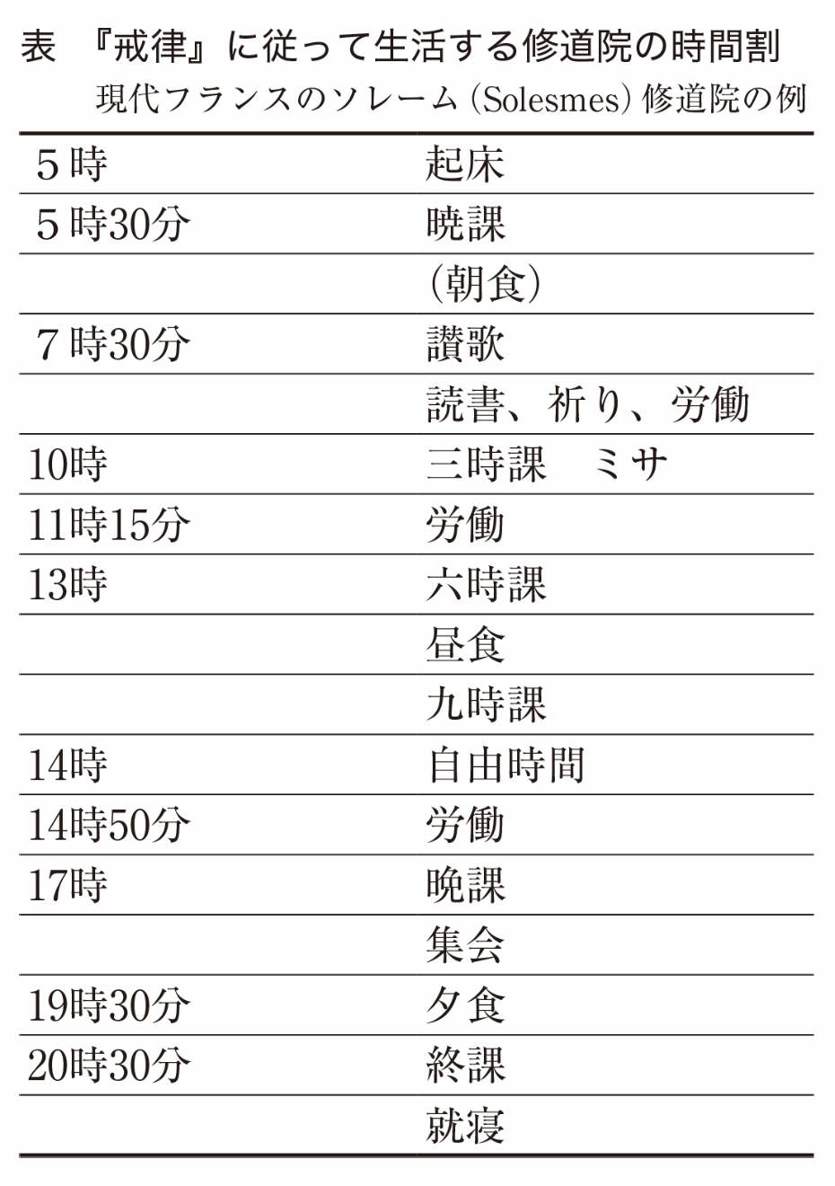 表　『戒律』に従って生活する修道院の時間割
現代フランスのソレーム（Solesmes）修道院の例
５時　起床
５時30分　暁課
（朝食）
７時30分　讃歌
読書、祈り、労働
10時　三時課　ミサ
11時15分　労働
13時　六時課
昼食
九時課
14時　自由時間
14時50分　労働
17時　晩課
集会
19時30分　夕食
20時30分　終課
就寝